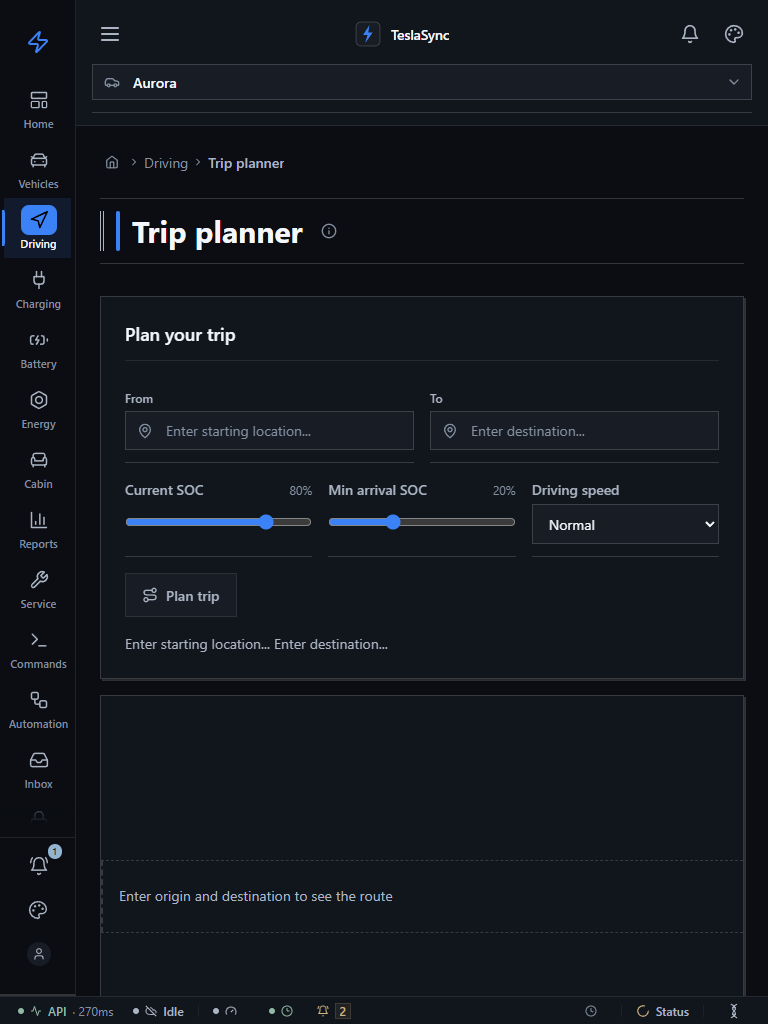 TeslaSync
Aurora
Home
Vehicles
Driving
Charging
Battery
Energy
Cabin
Reports
Service
Commands
Automation
Inbox
1
Driving
Trip planner
Trip planner
Plan your trip
From
To
Enter starting location...
Enter destination...
Current SOC
80%
Min arrival SOC
20%
Driving speed
Normal
Plan trip
Enter starting location... Enter destination...
Enter origin and destination to see the route
API · 270ms
Idle
2
Status